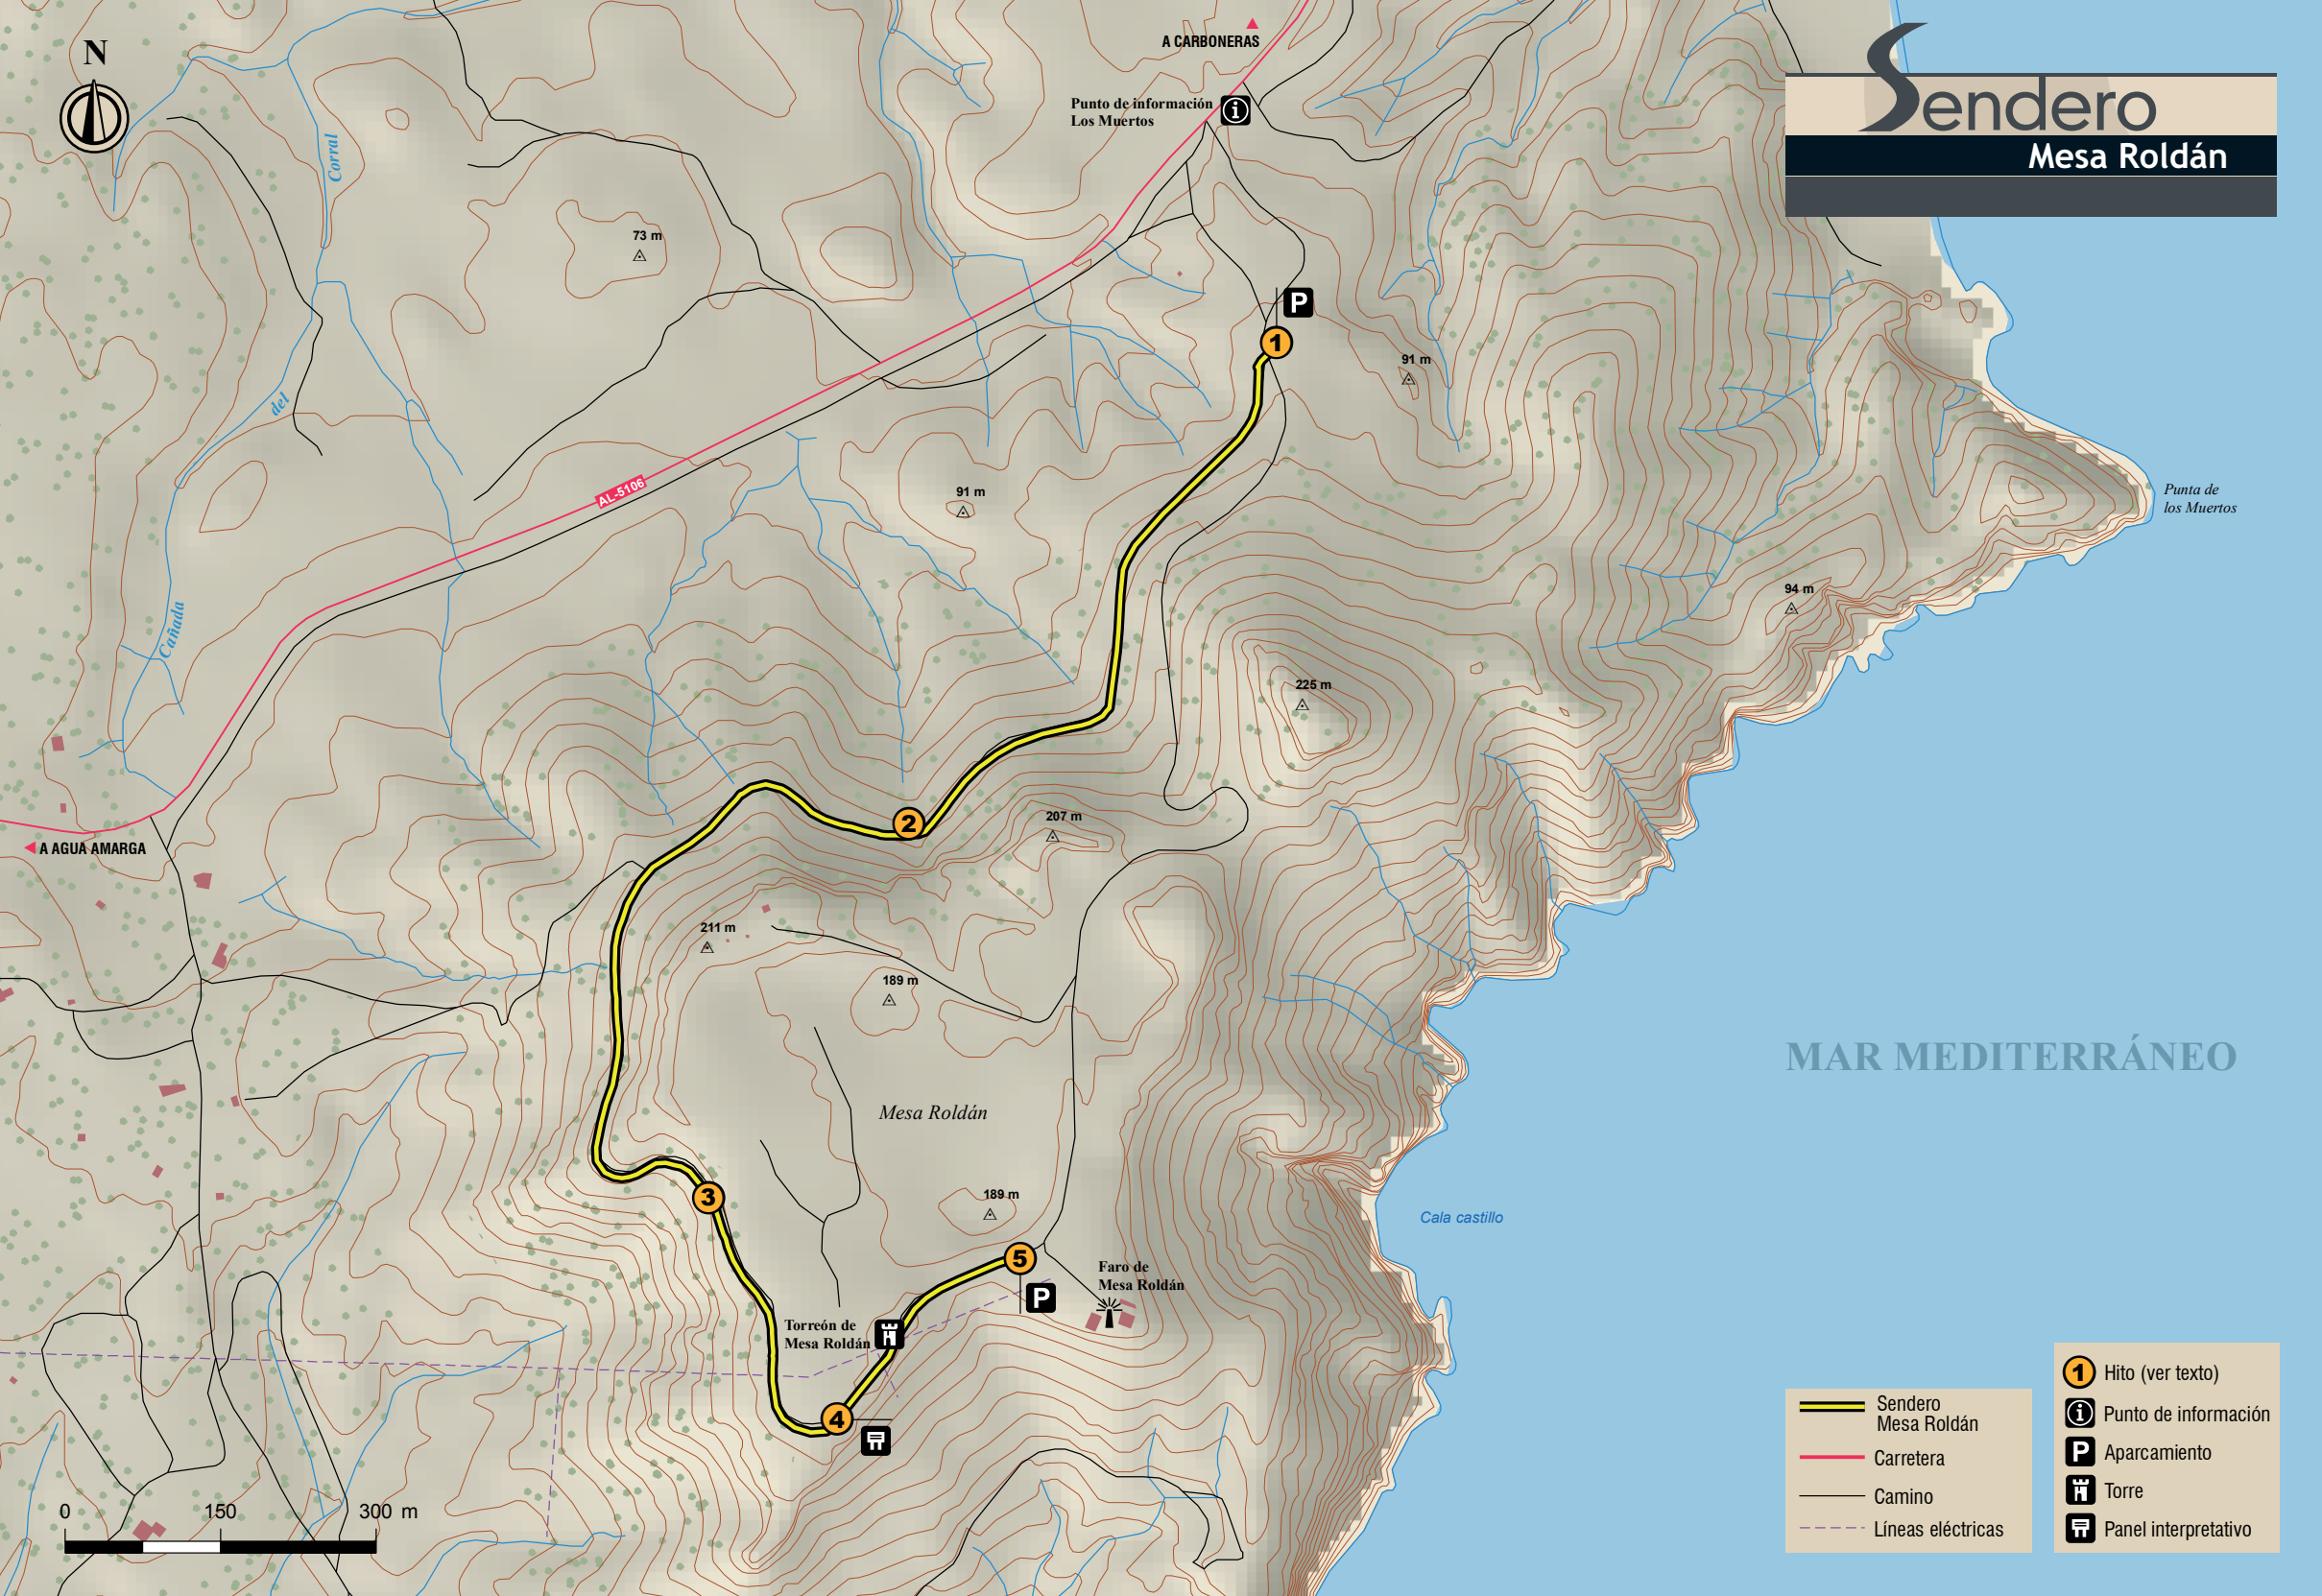 N
A CARBONERAS
Punto de información
Los Muertos
Sendero
Mesa Roldán
Corral
del
Cañada
73 m
P
1
91 m
91 m
AL-5106
Punta de
los Muertos
94 m
225 m
2
207 m
A AGUA AMARGA
211 m
189 m
MAR MEDITERRÁNEO
Mesa Roldán
3
189 m
Cala castillo
5
P
Faro de
Mesa Roldán
Torreón de
Mesa Roldán
4
0 150 300 m
Sendero
Mesa Roldán
Carretera
Camino
Líneas eléctricas
1 Hito (ver texto)
i Punto de información
P Aparcamiento
Torre
Panel interpretativo